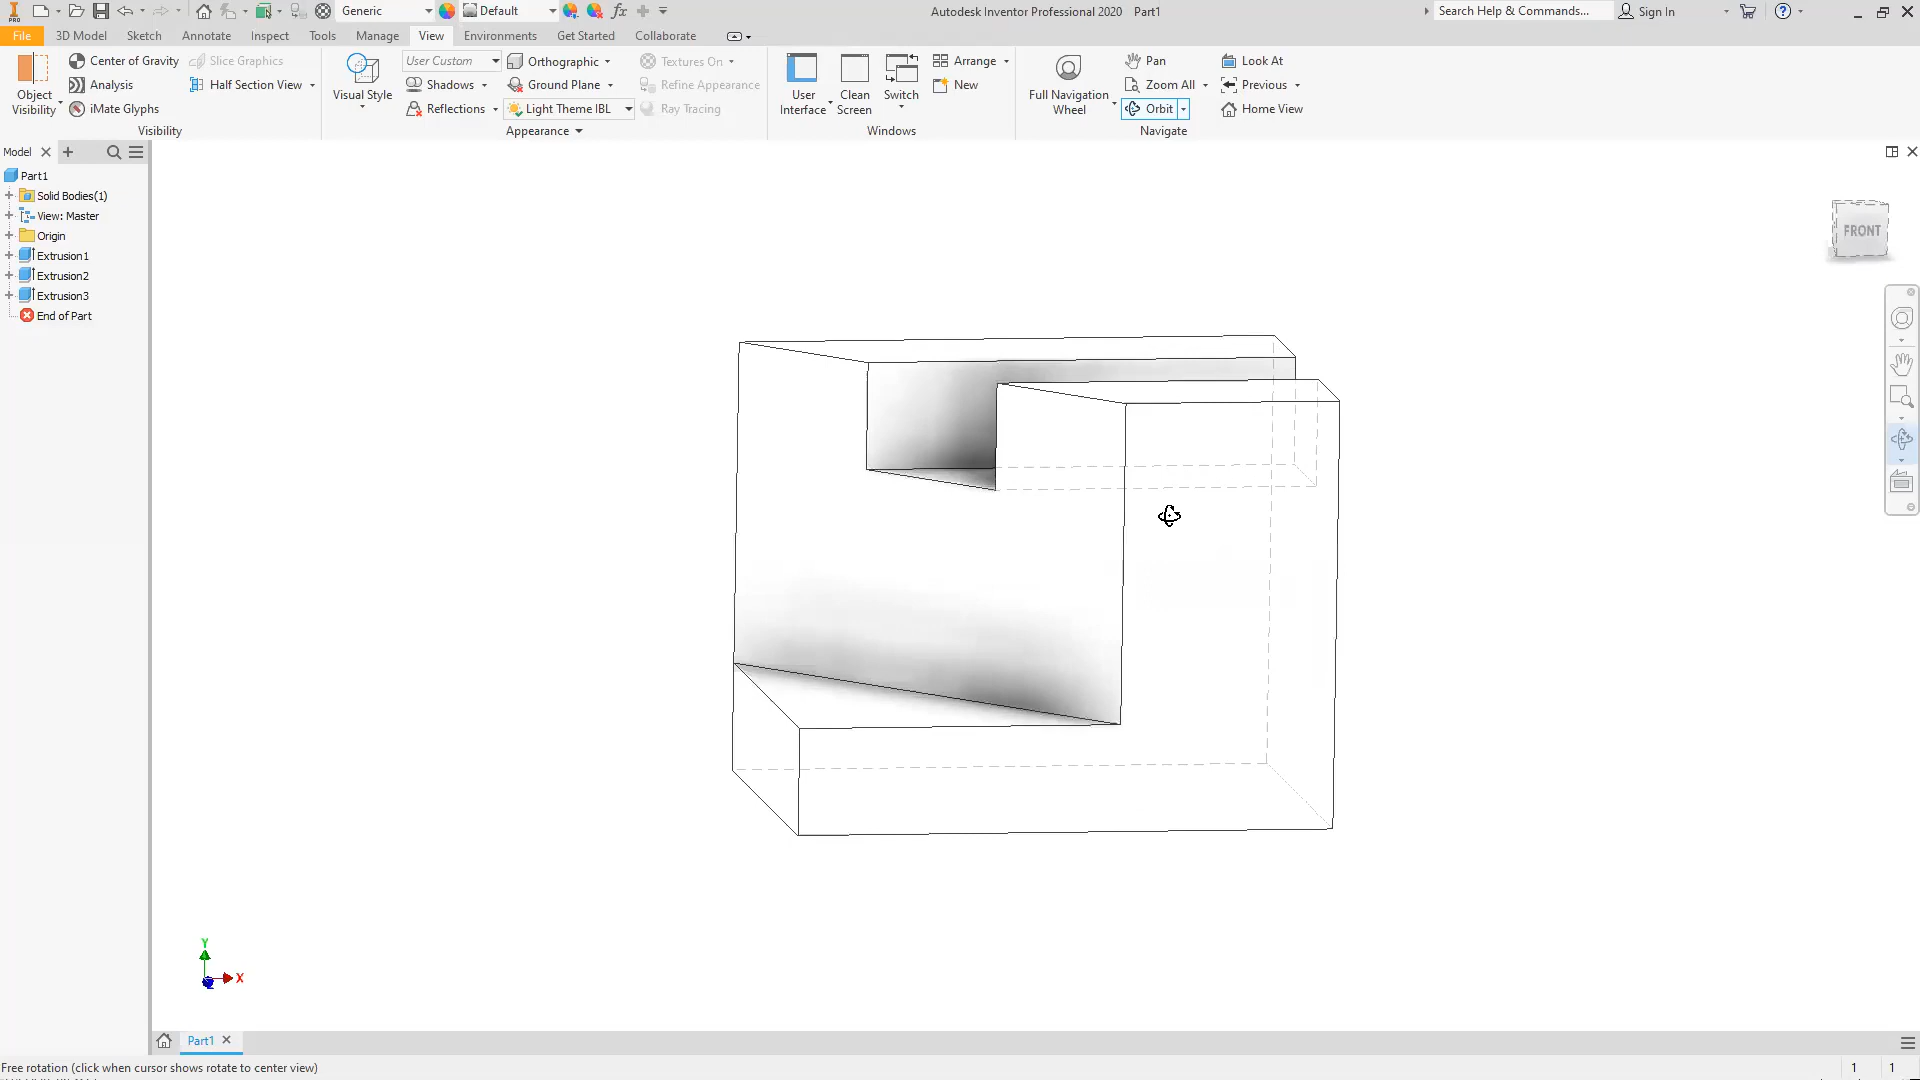 PRO
Generic
Default
fx
Autodesk Inventor Professional 2020 Part1
Search Help & Commands...
Sign In
File
3D Model
Sketch
Annotate
Inspect
Tools
Manage
View
Environments
Get Started
Collaborate
Object Visibility
Center of Gravity
Analysis
iMate Glyphs
Slice Graphics
Half Section View
Visibility
Visual Style
User Custom
Shadows
Reflections
Orthographic
Ground Plane
Light Theme IBL
Textures On
Refine Appearance
Ray Tracing
Appearance
User Interface
Clean Screen
Switch
Arrange
New
Windows
Full Navigation Wheel
Pan
Zoom All
Orbit
Look At
Previous
Home View
Navigate
Model
Part1
Solid Bodies(1)
View: Master
Origin
Extrusion1
Extrusion2
Extrusion3
End of Part
FRONT
Y
X
Part1
Free rotation (click when cursor shows rotate to center view)
1
1